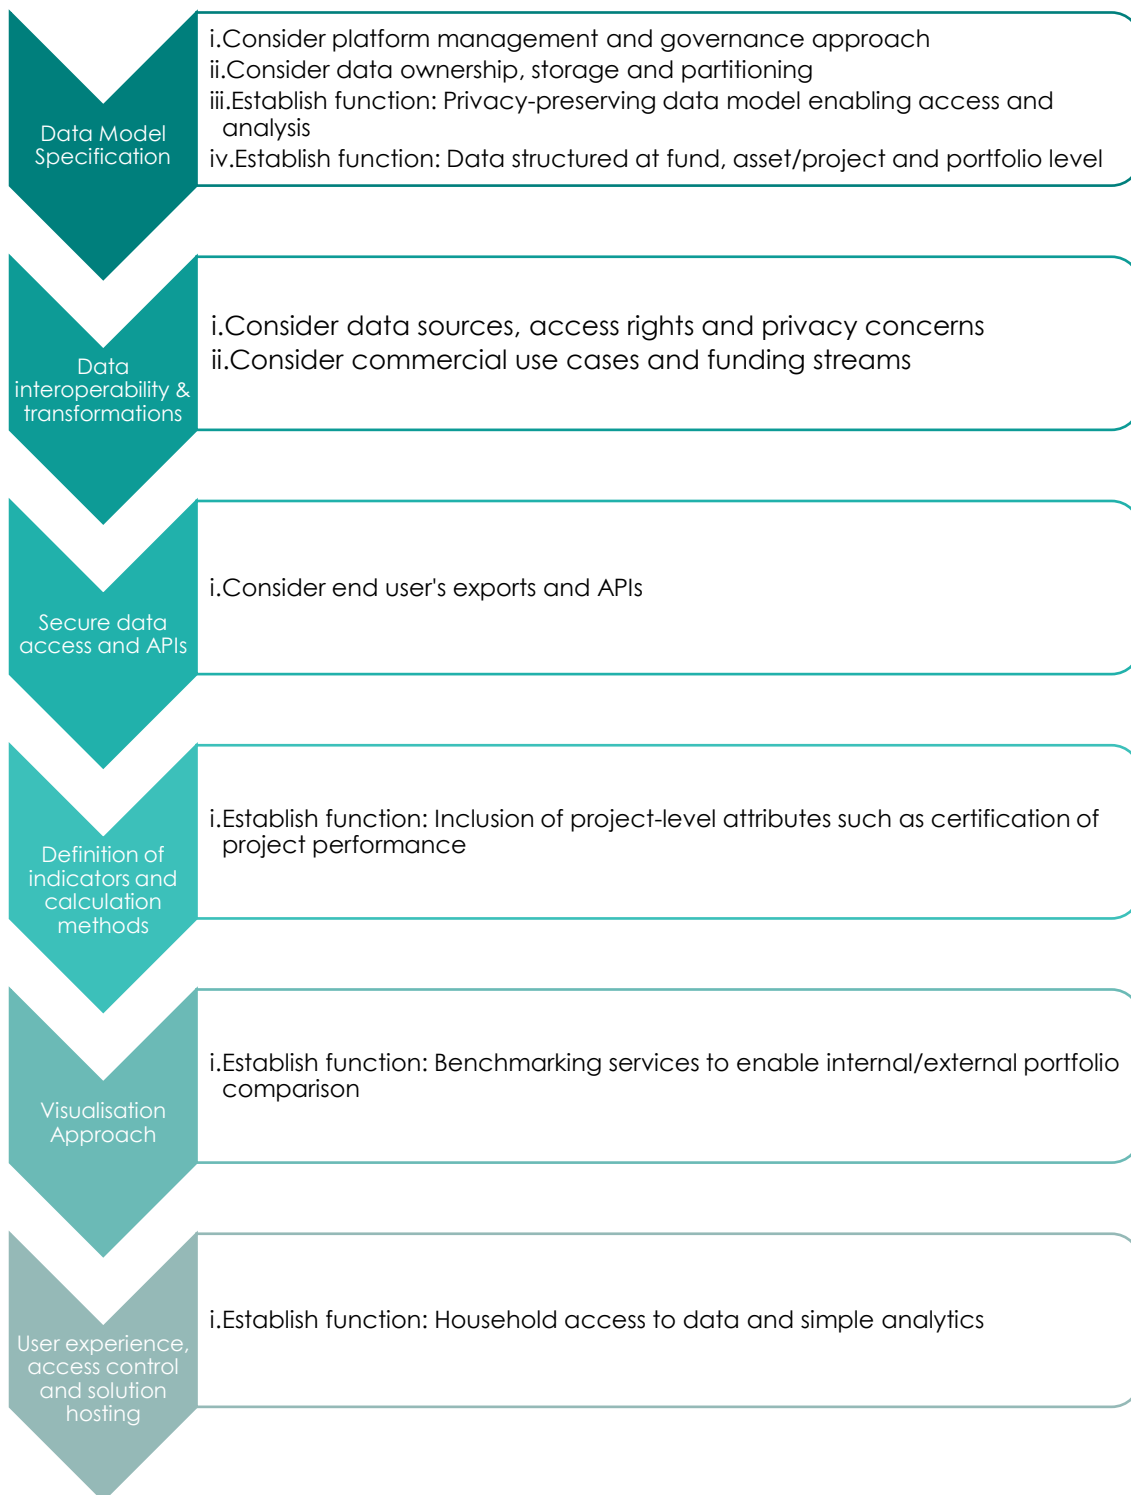 Data Model
Specification
i.Consider platform management and governance approach
ii.Consider data ownership, storage and partitioning
iii.Establish function: Privacy-preserving data model enabling access and
analysis
iv.Establish function: Data structured at fund, asset/project and portfolio level
Data
interoperability &
transformations
i.Consider data sources, access rights and privacy concerns
ii.Consider commercial use cases and funding streams
Secure data
access and APIs
i.Consider end user's exports and APIs
Definition of
indicators and
calculation
methods
i.Establish function: Inclusion of project-level attributes such as certification of
project performance
Visualisation
Approach
i.Establish function: Benchmarking services to enable internal/external portfolio
comparison
User experience,
access control
and solution
hosting
i.Establish function: Household access to data and simple analytics